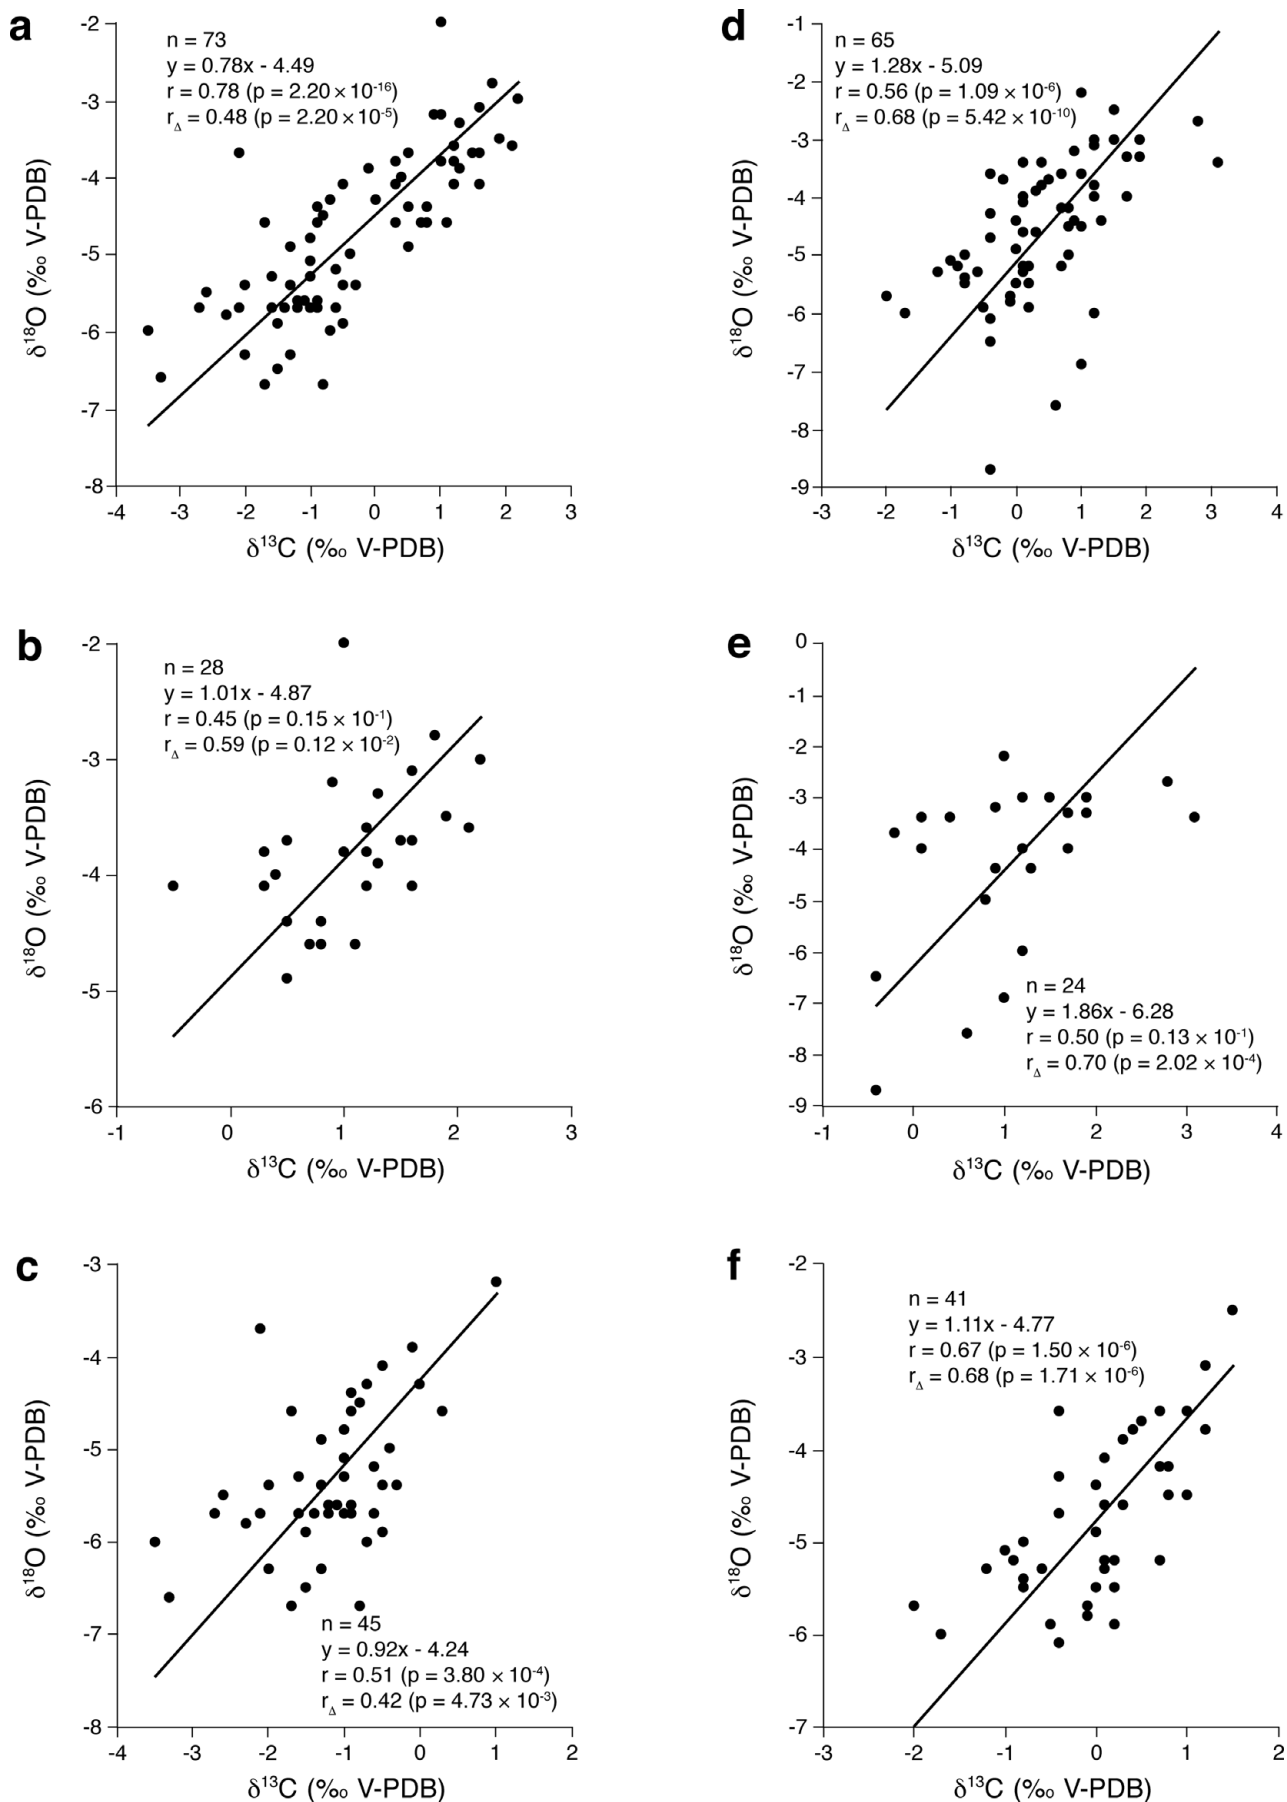 a
n = 73
y = 0.78x - 4.49
r = 0.78 (p = 2.20 × 10⁻¹⁶)
r_Δ = 0.48 (p = 2.20 × 10⁻⁵)
-2
-3
-4
-5
-6
-7
-8
δ¹⁸O (‰ V-PDB)
-4 -3 -2 -1 0 1 2 3
δ¹³C (‰ V-PDB)
d
n = 65
y = 1.28x - 5.09
r = 0.56 (p = 1.09 × 10⁻⁶)
r_Δ = 0.68 (p = 5.42 × 10⁻¹⁰)
-1
-2
-3
-4
-5
-6
-7
-8
-9
δ¹⁸O (‰ V-PDB)
-3 -2 -1 0 1 2 3 4
δ¹³C (‰ V-PDB)
b
n = 28
y = 1.01x - 4.87
r = 0.45 (p = 0.15 × 10⁻¹)
r_Δ = 0.59 (p = 0.12 × 10⁻²)
-2
-3
-4
-5
-6
δ¹⁸O (‰ V-PDB)
-1 0 1 2 3
δ¹³C (‰ V-PDB)
e
0
-1
-2
-3
-4
-5
-6
-7
-8
-9
δ¹⁸O (‰ V-PDB)
n = 24
y = 1.86x - 6.28
r = 0.50 (p = 0.13 × 10⁻¹)
r_Δ = 0.70 (p = 2.02 × 10⁻⁴)
-1 0 1 2 3 4
δ¹³C (‰ V-PDB)
c
-3
-4
-5
-6
-7
-8
δ¹⁸O (‰ V-PDB)
n = 45
y = 0.92x - 4.24
r = 0.51 (p = 3.80 × 10⁻⁴)
r_Δ = 0.42 (p = 4.73 × 10⁻³)
-4 -3 -2 -1 0 1 2
δ¹³C (‰ V-PDB)
f
n = 41
y = 1.11x - 4.77
r = 0.67 (p = 1.50 × 10⁻⁶)
r_Δ = 0.68 (p = 1.71 × 10⁻⁶)
-2
-3
-4
-5
-6
-7
δ¹⁸O (‰ V-PDB)
-3 -2 -1 0 1 2
δ¹³C (‰ V-PDB)